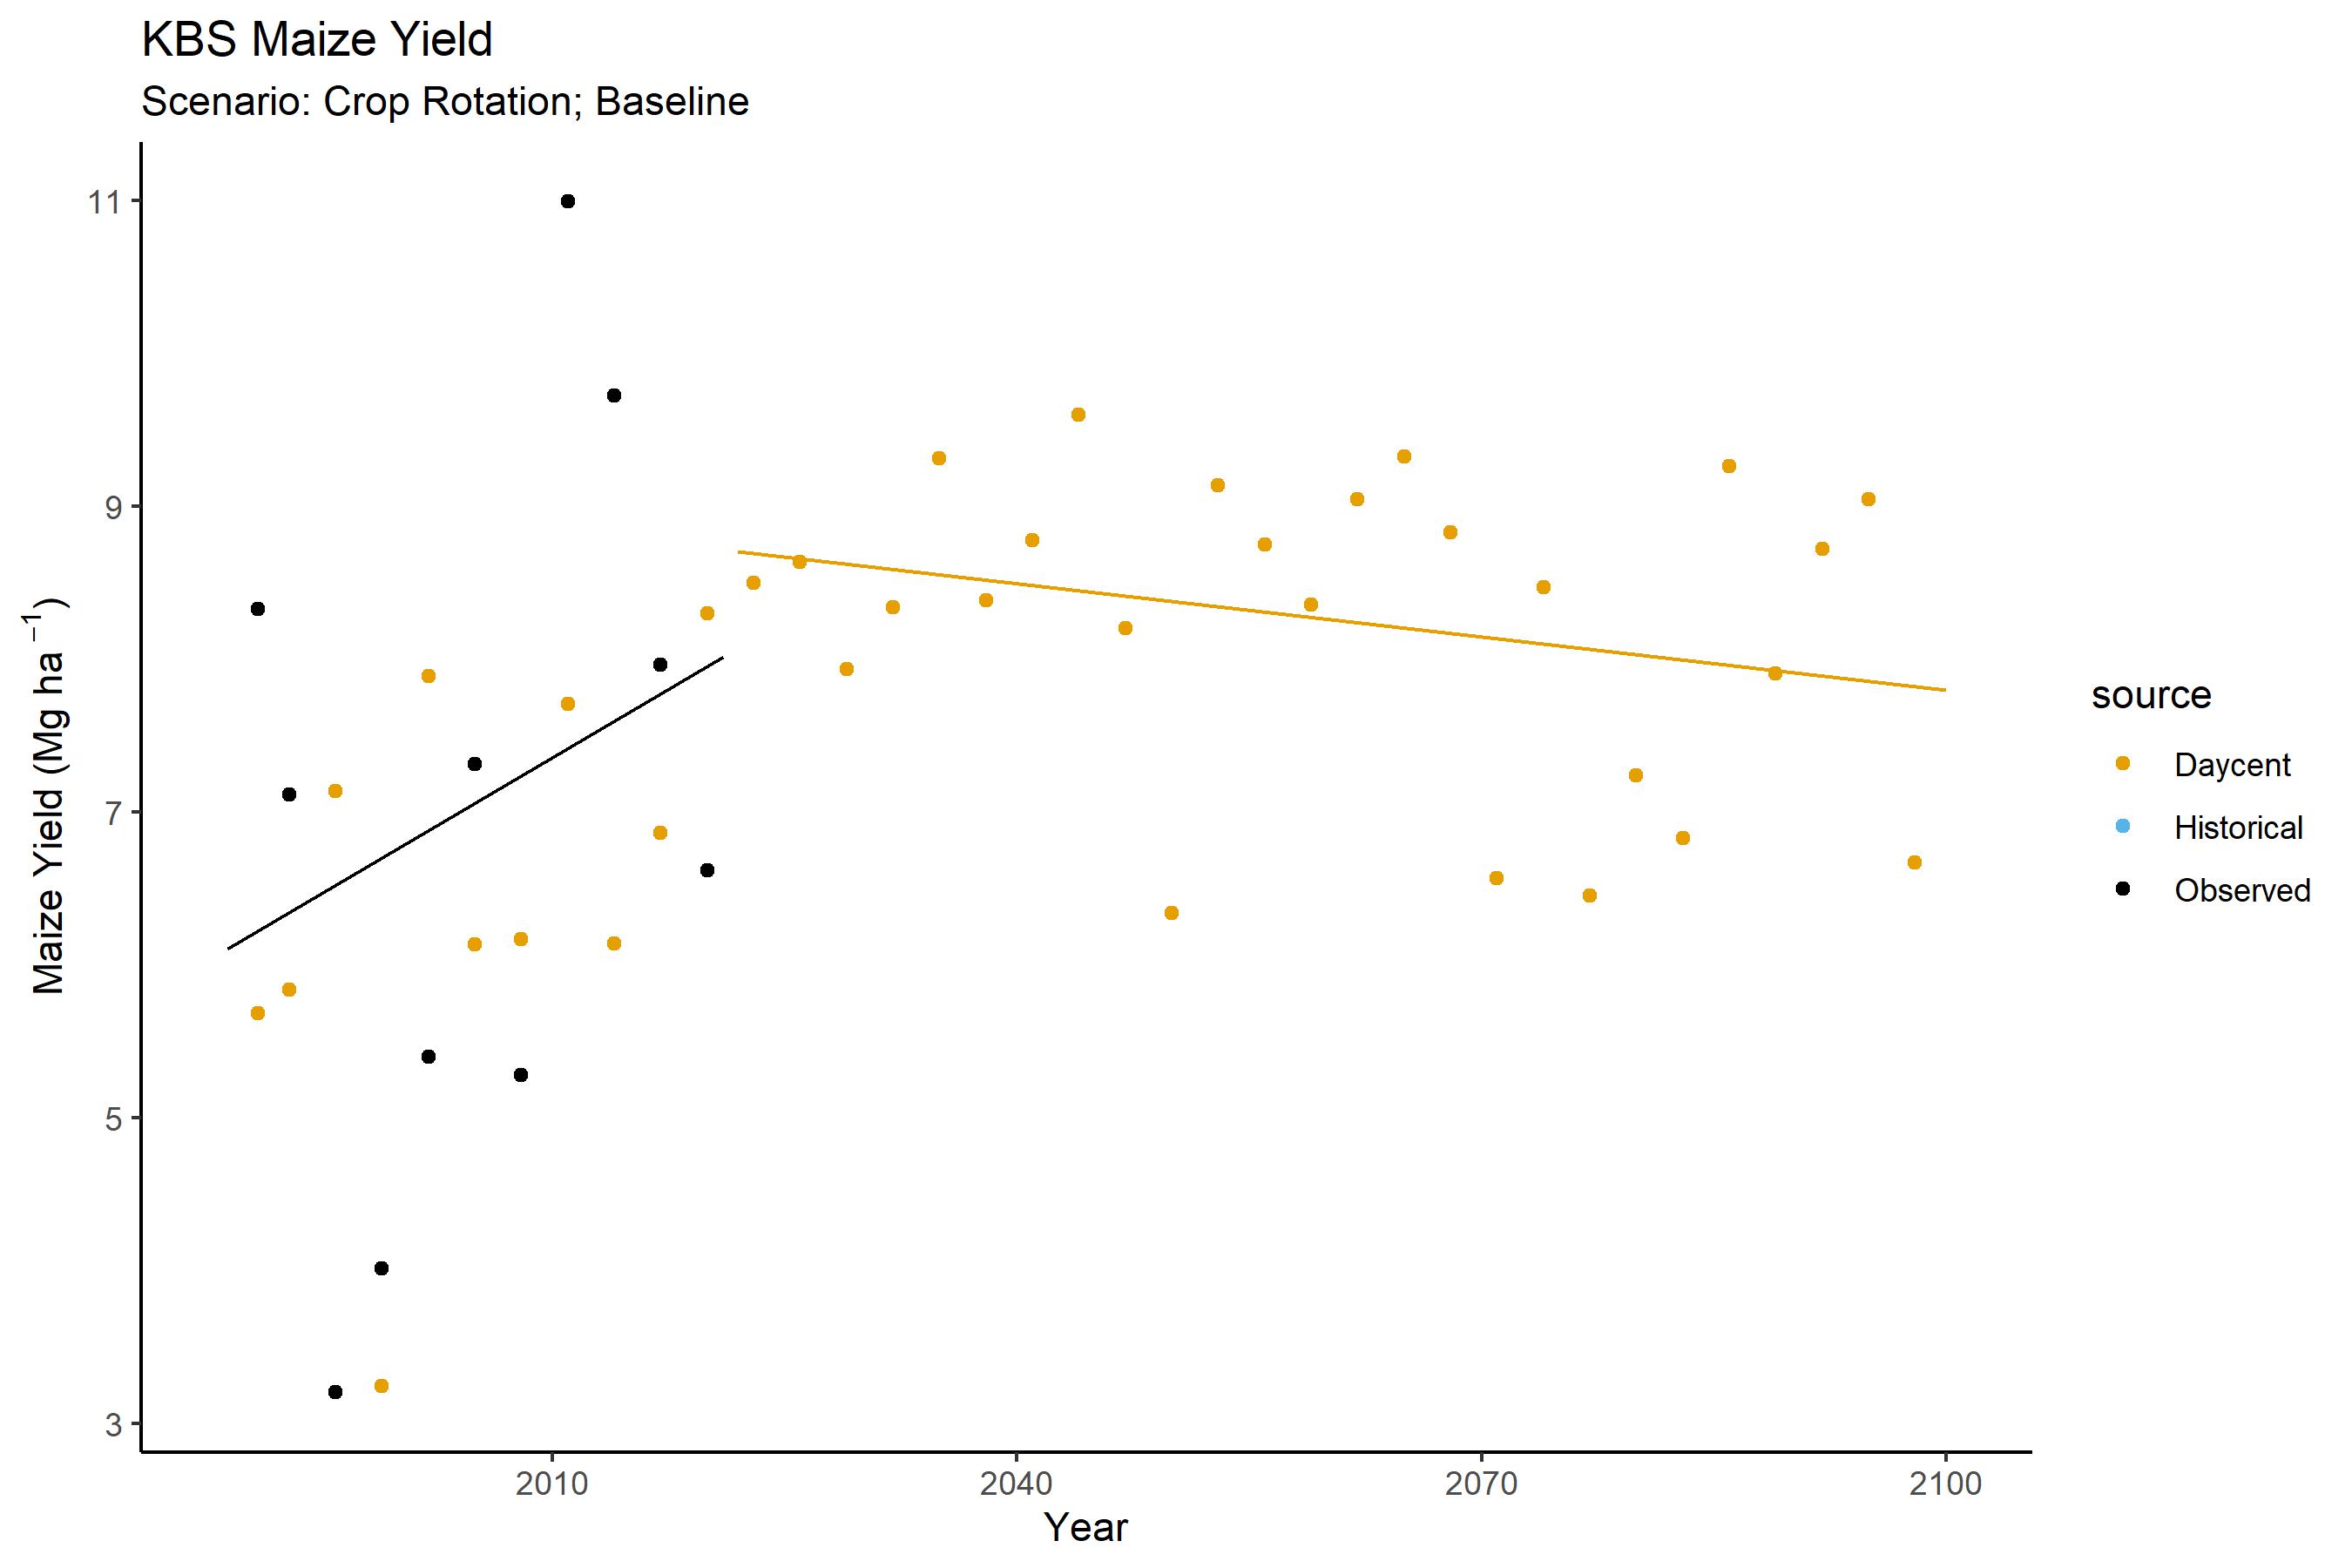 KBS Maize Yield
Scenario: Crop Rotation; Baseline
Maize Yield (Mg ha ⁻¹)
11
9
7
5
3
2010
2040
2070
2100
Year
source
Daycent
Historical
Observed